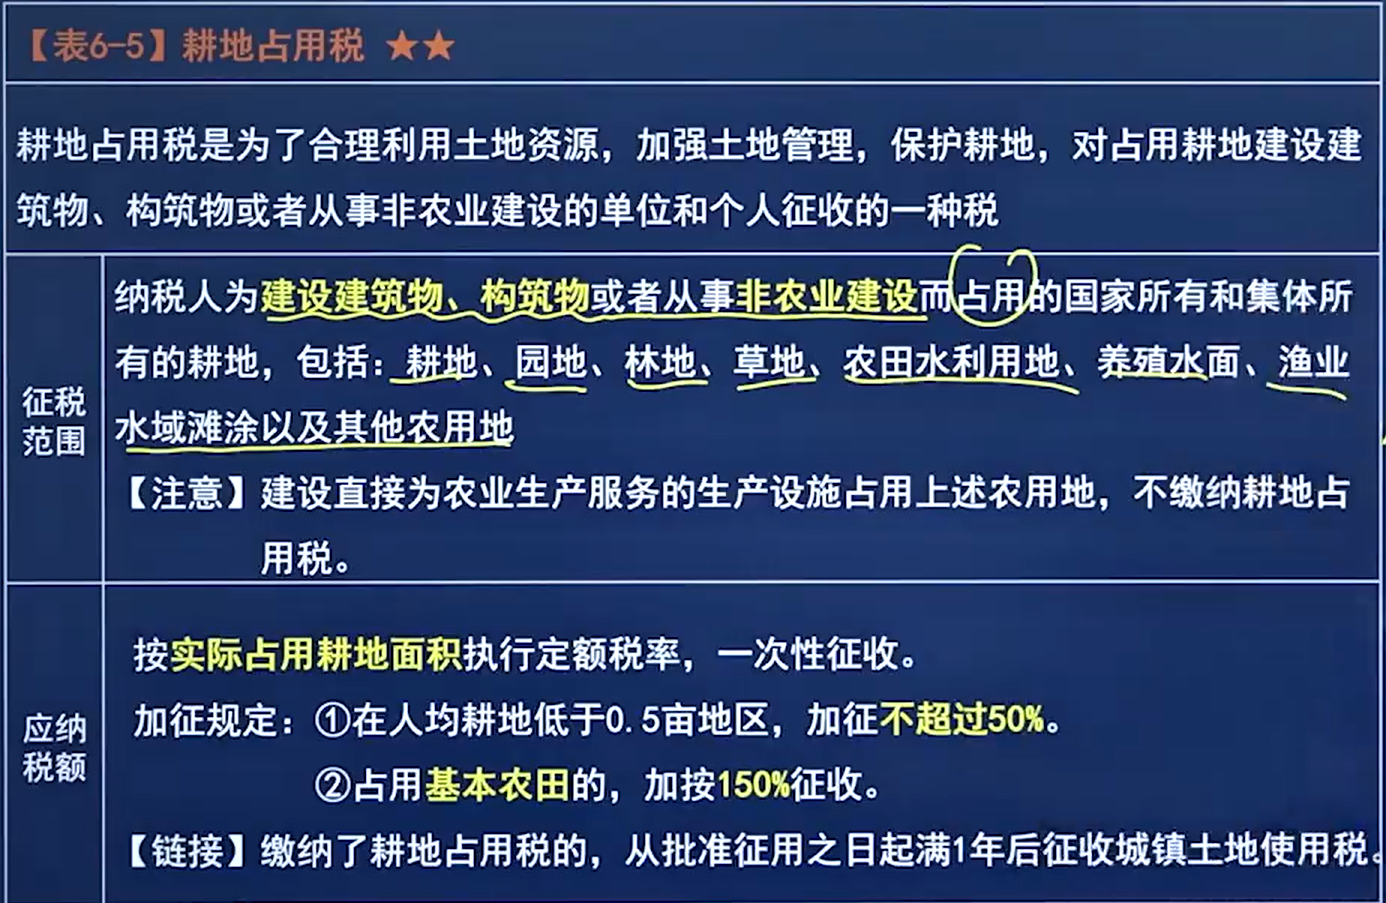 【表6-5】耕地占用税 ★★
耕地占用税是为了合理利用土地资源，加强土地管理，保护耕地，对占用耕地建设建
筑物、构筑物或者从事非农业建设的单位和个人征收的一种税
征税
范围
纳税人为建设建筑物、构筑物或者从事非农业建设而占用的国家所有和集体所
有的耕地，包括：耕地、园地、林地、草地、农田水利用地、养殖水面、渔业
水域滩涂以及其他农用地
【注意】建设直接为农业生产服务的生产设施占用上述农用地，不缴纳耕地占
用税。
应纳
税额
按实际占用耕地面积执行定额税率，一次性征收。
加征规定：①在人均耕地低于0.5亩地区，加征不超过50%。
②占用基本农田的，加按150%征收。
【链接】缴纳了耕地占用税的，从批准征用之日起满1年后征收城镇土地使用税。